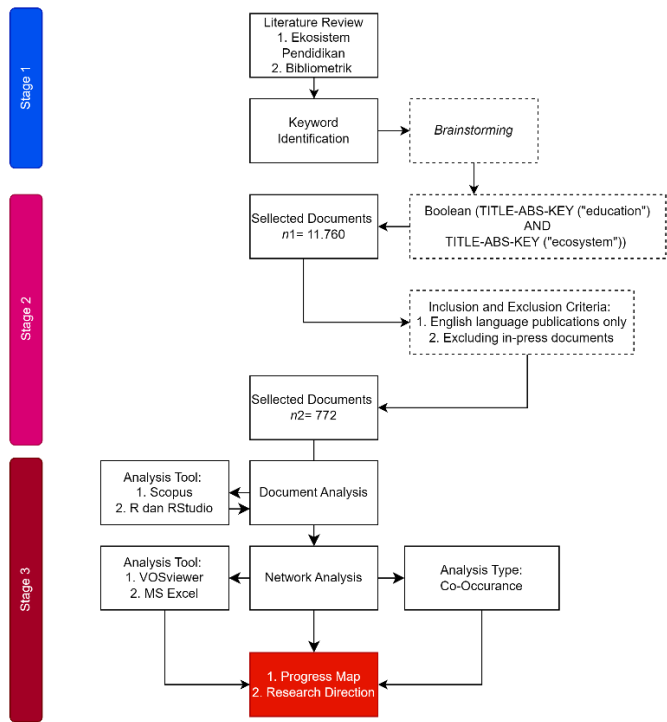 Stage 1
Literature Review
1. Ekosistem
Pendidikan
2. Bibliometrik
Keyword
Identification
Brainstorming
Stage 2
Boolean (TITLE-ABS-KEY ("education")
AND
TITLE-ABS-KEY ("ecosystem"))
Sellected Documents
n1= 11.760
Inclusion and Exclusion Criteria:
1. English language publications only
2. Excluding in-press documents
Sellected Documents
n2= 772
Stage 3
Analysis Tool:
1. Scopus
2. R dan RStudio
Document Analysis
Analysis Tool:
1. VOSviewer
2. MS Excel
Network Analysis
Analysis Type:
Co-Occurance
1. Progress Map
2. Research Direction